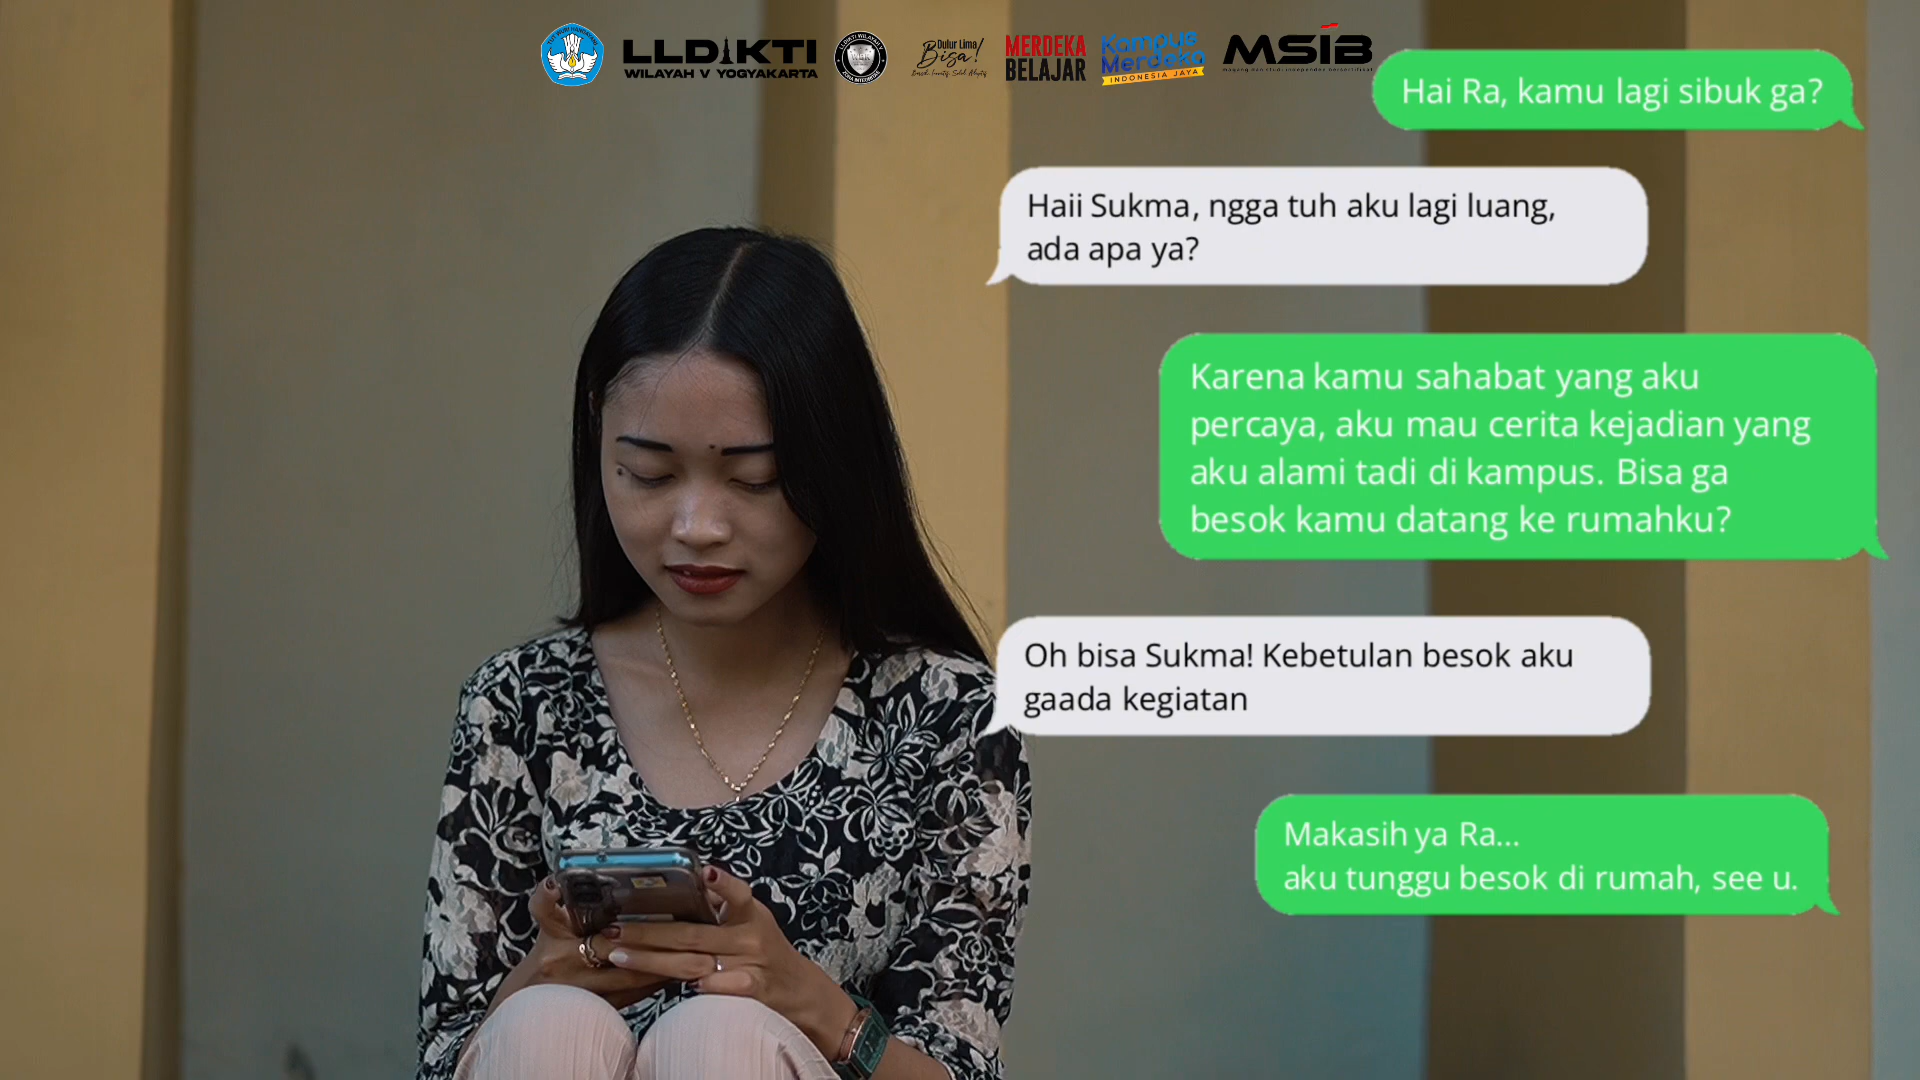 LLDIKTI
WILAYAH V YOGYAKARTA
Dulur Lima
Bisa!
MERDEKA
BELAJAR
Kampus
Merdeka
INDONESIA JAYA
MSIB
Hai Ra, kamu lagi sibuk ga?
Haii Sukma, ngga tuh aku lagi luang,
ada apa ya?
Karena kamu sahabat yang aku
percaya, aku mau cerita kejadian yang
aku alami tadi di kampus. Bisa ga
besok kamu datang ke rumahku?
Oh bisa Sukma! Kebetulan besok aku
gaada kegiatan
Makasih ya Ra...
aku tunggu besok di rumah, see u.